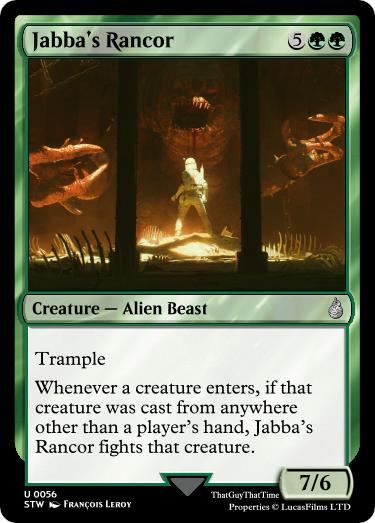 Jabba's Rancor 5
Creature — Alien Beast
Trample
Whenever a creature enters, if that
creature was cast from anywhere
other than a player's hand, Jabba's
Rancor fights that creature.
7/6
U 0056
STW François Leroy
ThatGuyThatTime
Properties © LucasFilms LTD